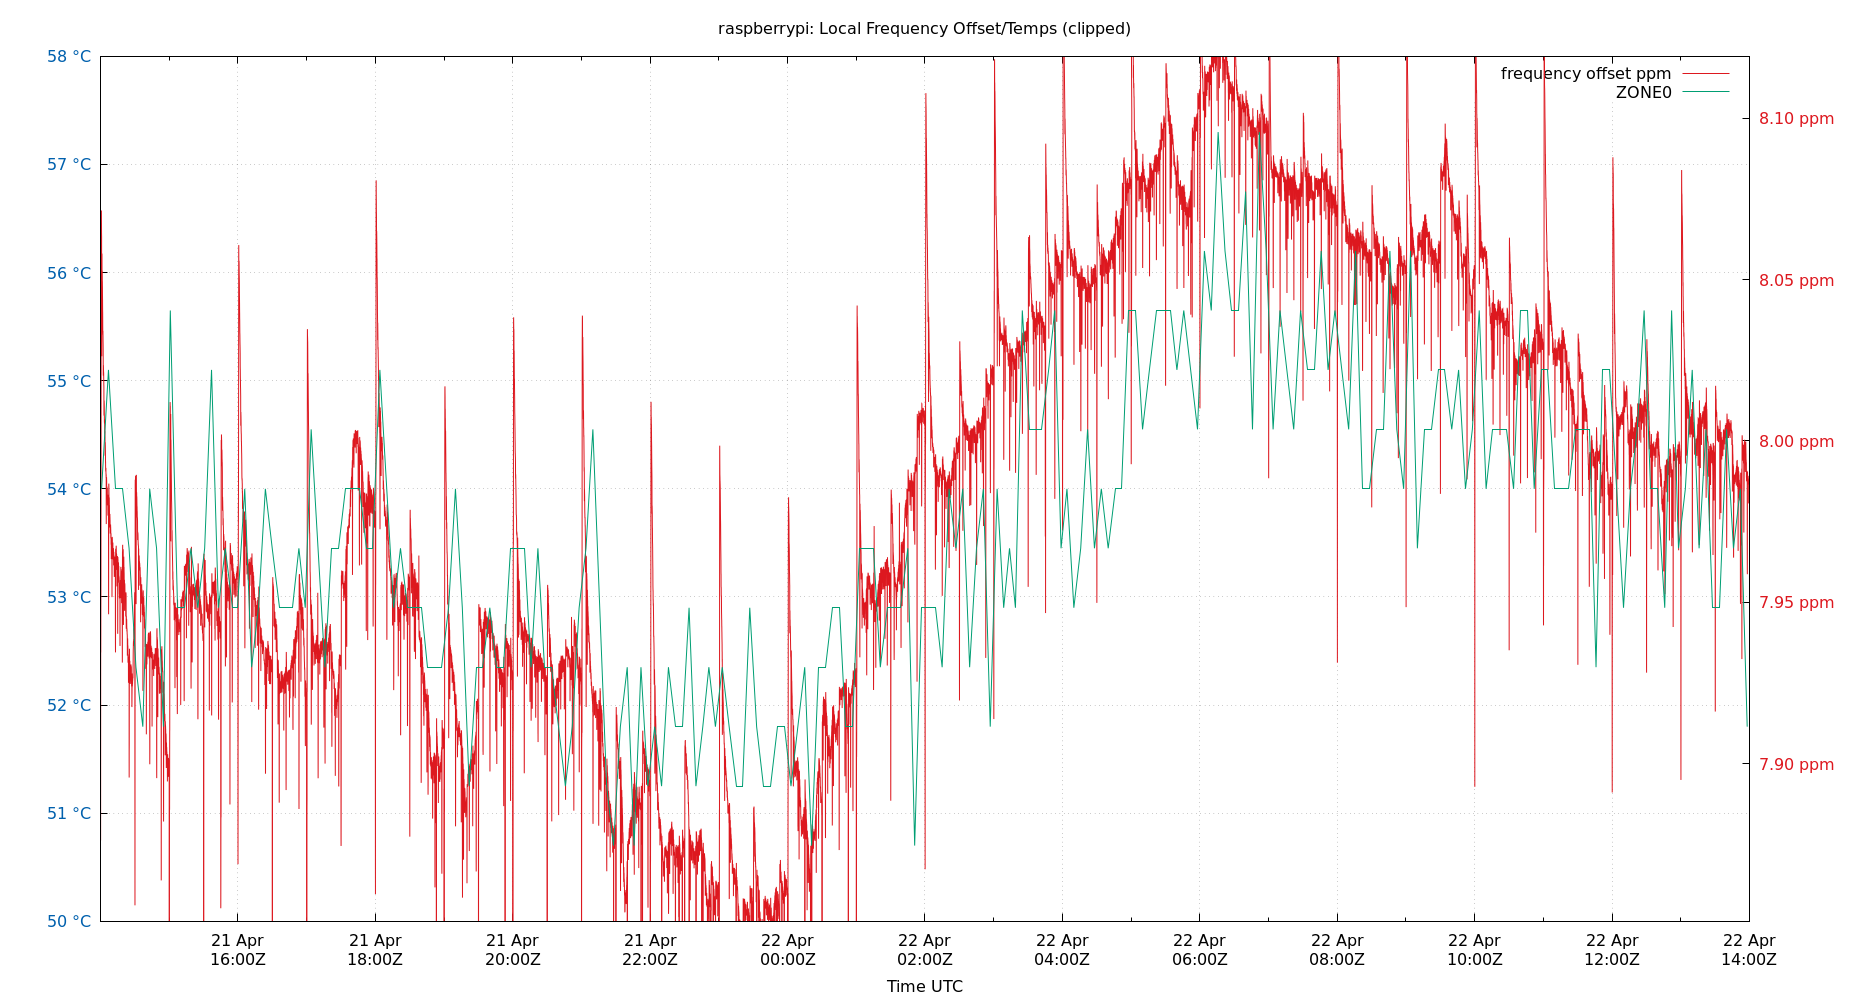 raspberrypi: Local Frequency Offset/Temps (clipped)
frequency offset ppm
ZONE0
58 °C
57 °C
56 °C
55 °C
54 °C
53 °C
52 °C
51 °C
50 °C
8.10 ppm
8.05 ppm
8.00 ppm
7.95 ppm
7.90 ppm
21 Apr
16:00Z
21 Apr
18:00Z
21 Apr
20:00Z
21 Apr
22:00Z
22 Apr
00:00Z
22 Apr
02:00Z
22 Apr
04:00Z
22 Apr
06:00Z
22 Apr
08:00Z
22 Apr
10:00Z
22 Apr
12:00Z
22 Apr
14:00Z
Time UTC